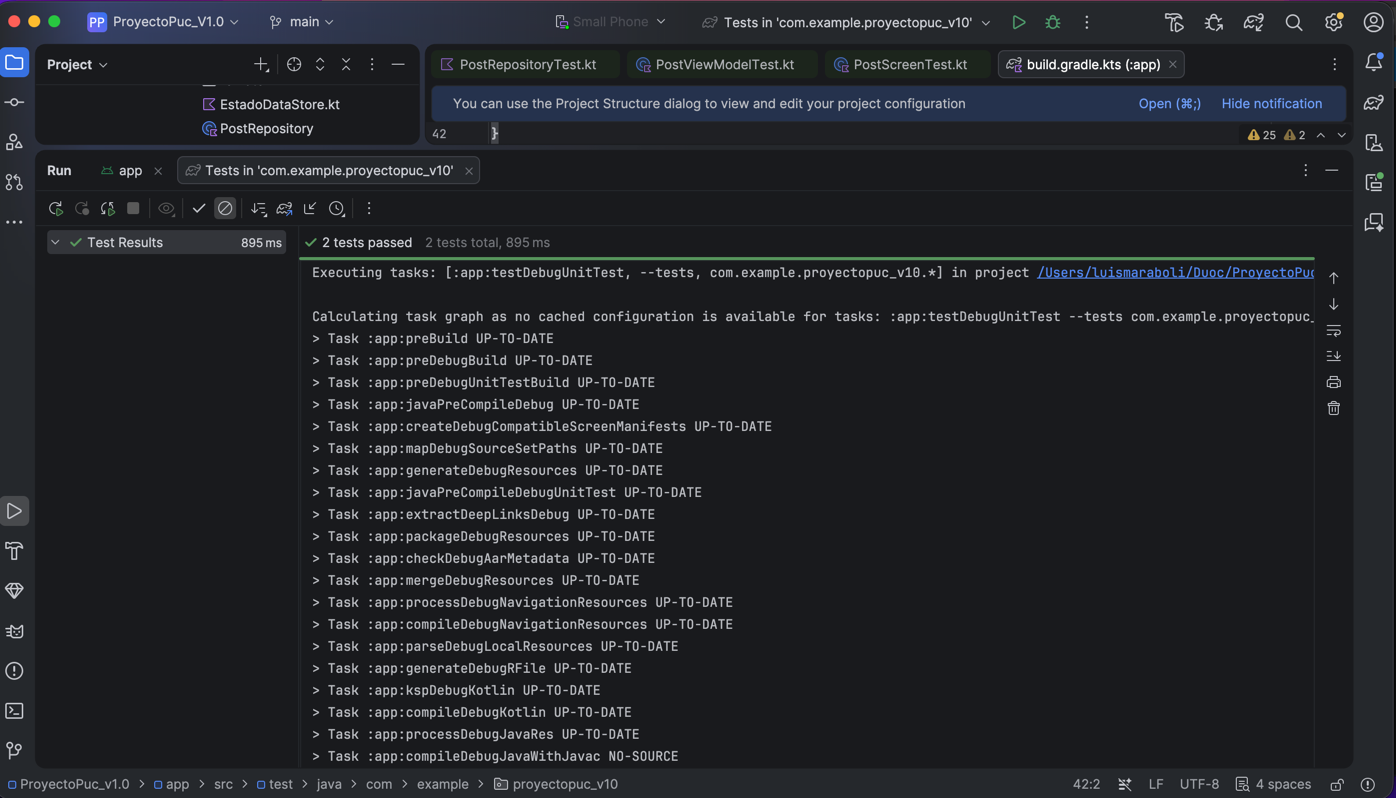 PP ProyectoPuc_V1.0 main Small Phone Tests in 'com.example.proyectopuc_v10'
Project
PostRepositoryTest.kt PostViewModelTest.kt PostScreenTest.kt build.gradle.kts (:app)
EstadoDataStore.kt
PostRepository
You can use the Project Structure dialog to view and edit your project configuration Open (⌘;) Hide notification
42 } 25 2
Run app Tests in 'com.example.proyectopuc_v10'
Test Results 895 ms
2 tests passed 2 tests total, 895 ms
Executing tasks: [:app:testDebugUnitTest, --tests, com.example.proyectopuc_v10.*] in project /Users/luismaraboli/Duoc/ProyectoPuc
Calculating task graph as no cached configuration is available for tasks: :app:testDebugUnitTest --tests com.example.proyectopuc_
> Task :app:preBuild UP-TO-DATE
> Task :app:preDebugBuild UP-TO-DATE
> Task :app:preDebugUnitTestBuild UP-TO-DATE
> Task :app:javaPreCompileDebug UP-TO-DATE
> Task :app:createDebugCompatibleScreenManifests UP-TO-DATE
> Task :app:mapDebugSourceSetPaths UP-TO-DATE
> Task :app:generateDebugResources UP-TO-DATE
> Task :app:javaPreCompileDebugUnitTest UP-TO-DATE
> Task :app:extractDeepLinksDebug UP-TO-DATE
> Task :app:packageDebugResources UP-TO-DATE
> Task :app:checkDebugAarMetadata UP-TO-DATE
> Task :app:mergeDebugResources UP-TO-DATE
> Task :app:processDebugNavigationResources UP-TO-DATE
> Task :app:compileDebugNavigationResources UP-TO-DATE
> Task :app:parseDebugLocalResources UP-TO-DATE
> Task :app:generateDebugRFile UP-TO-DATE
> Task :app:kspDebugKotlin UP-TO-DATE
> Task :app:compileDebugKotlin UP-TO-DATE
> Task :app:processDebugJavaRes UP-TO-DATE
> Task :app:compileDebugJavaWithJavac NO-SOURCE
ProyectoPuc_v1.0 > app > src > test > java > com > example > proyectopuc_v10 42:2 LF UTF-8 4 spaces